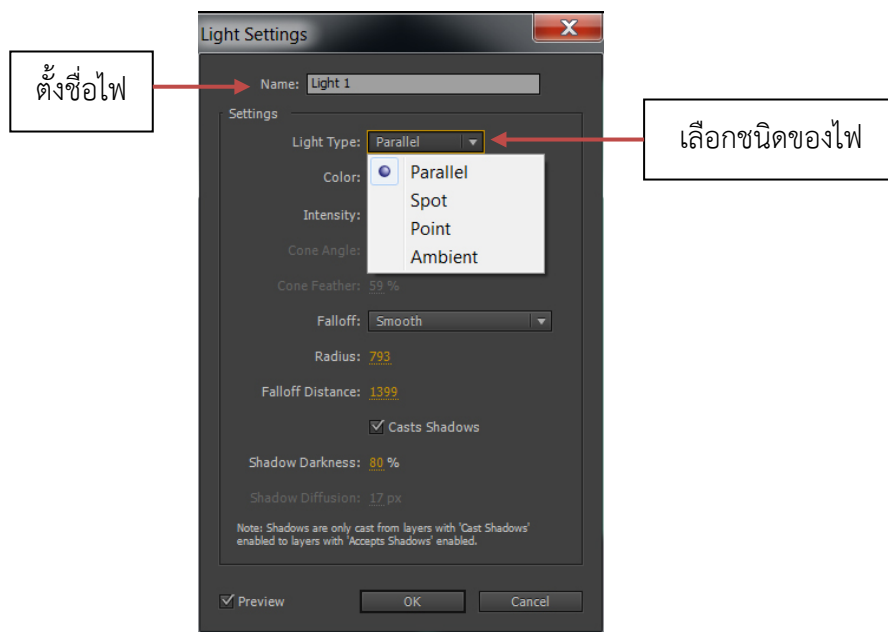 Light Settings
ตั้งชื่อไฟ
Name: Light 1
Settings
Light Type: Parallel
เลือกชนิดของไฟ
Color:
Parallel
Spot
Intensity:
Point
Cone Angle:
Ambient
Cone Feather: 59 %
Falloff: Smooth
Radius: 793
Falloff Distance: 1399
Casts Shadows
Shadow Darkness: 80 %
Shadow Diffusion: 17 px
Note: Shadows are only cast from layers with 'Cast Shadows'
enabled to layers with 'Accepts Shadows' enabled.
Preview OK Cancel